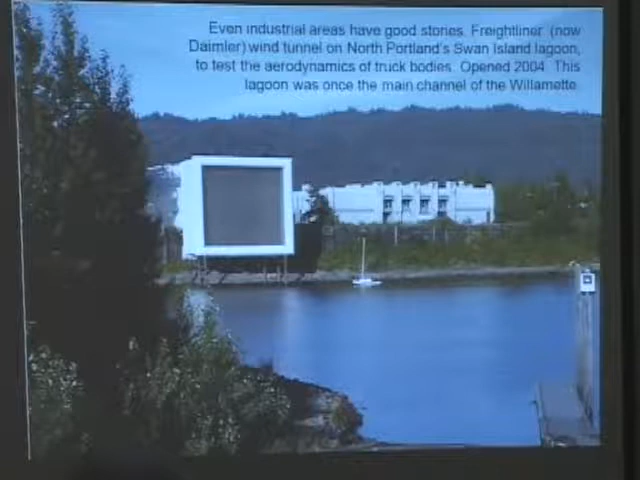 Even industrial areas have good stories. Freightliner (now
Daimler) wind tunnel on North Portland's Swan Island lagoon,
to test the aerodynamics of truck bodies. Opened 2004. This
lagoon was once the main channel of the Willamette.